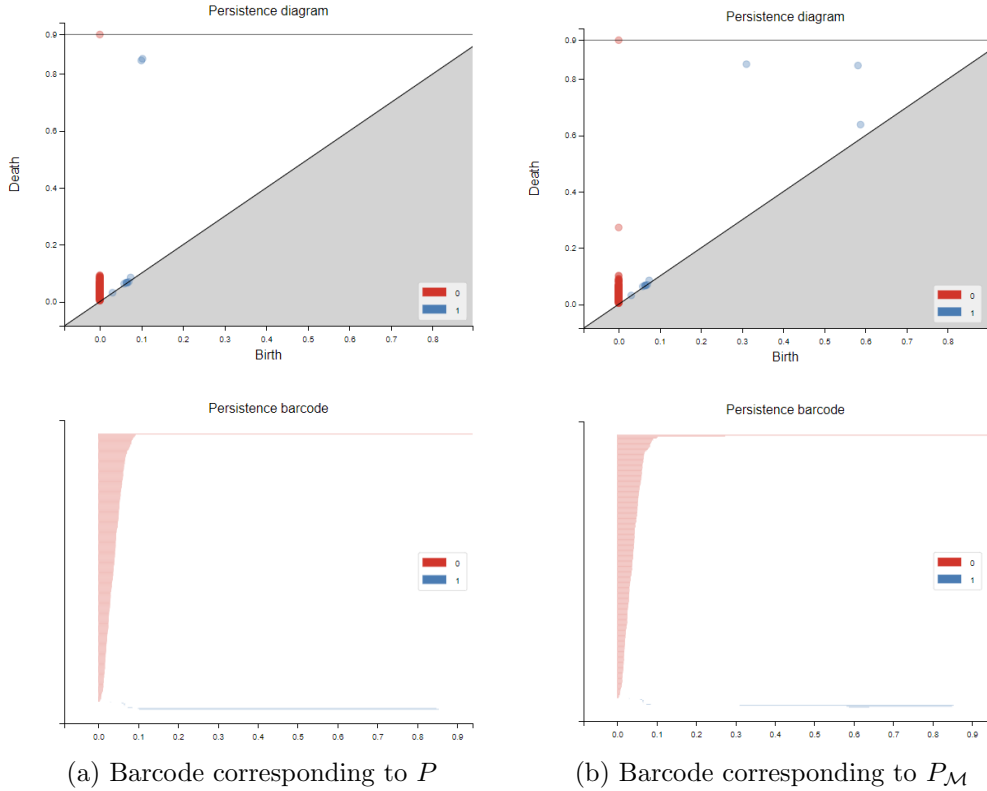 Persistence diagram
0.9
0.8
0.6
0.4
0.2
0.0
Death
0.0 0.1 0.2 0.3 0.4 0.5 0.6 0.7 0.8
Birth
0
1
Persistence diagram
0.9
0.8
0.6
0.4
0.2
0.0
Death
0.0 0.1 0.2 0.3 0.4 0.5 0.6 0.7 0.8
Birth
0
1
Persistence barcode
0
1
0.0 0.1 0.2 0.3 0.4 0.5 0.6 0.7 0.8 0.9
Persistence barcode
0
1
0.0 0.1 0.2 0.3 0.4 0.5 0.6 0.7 0.8 0.9
(a) Barcode corresponding to P
(b) Barcode corresponding to P_ℳ